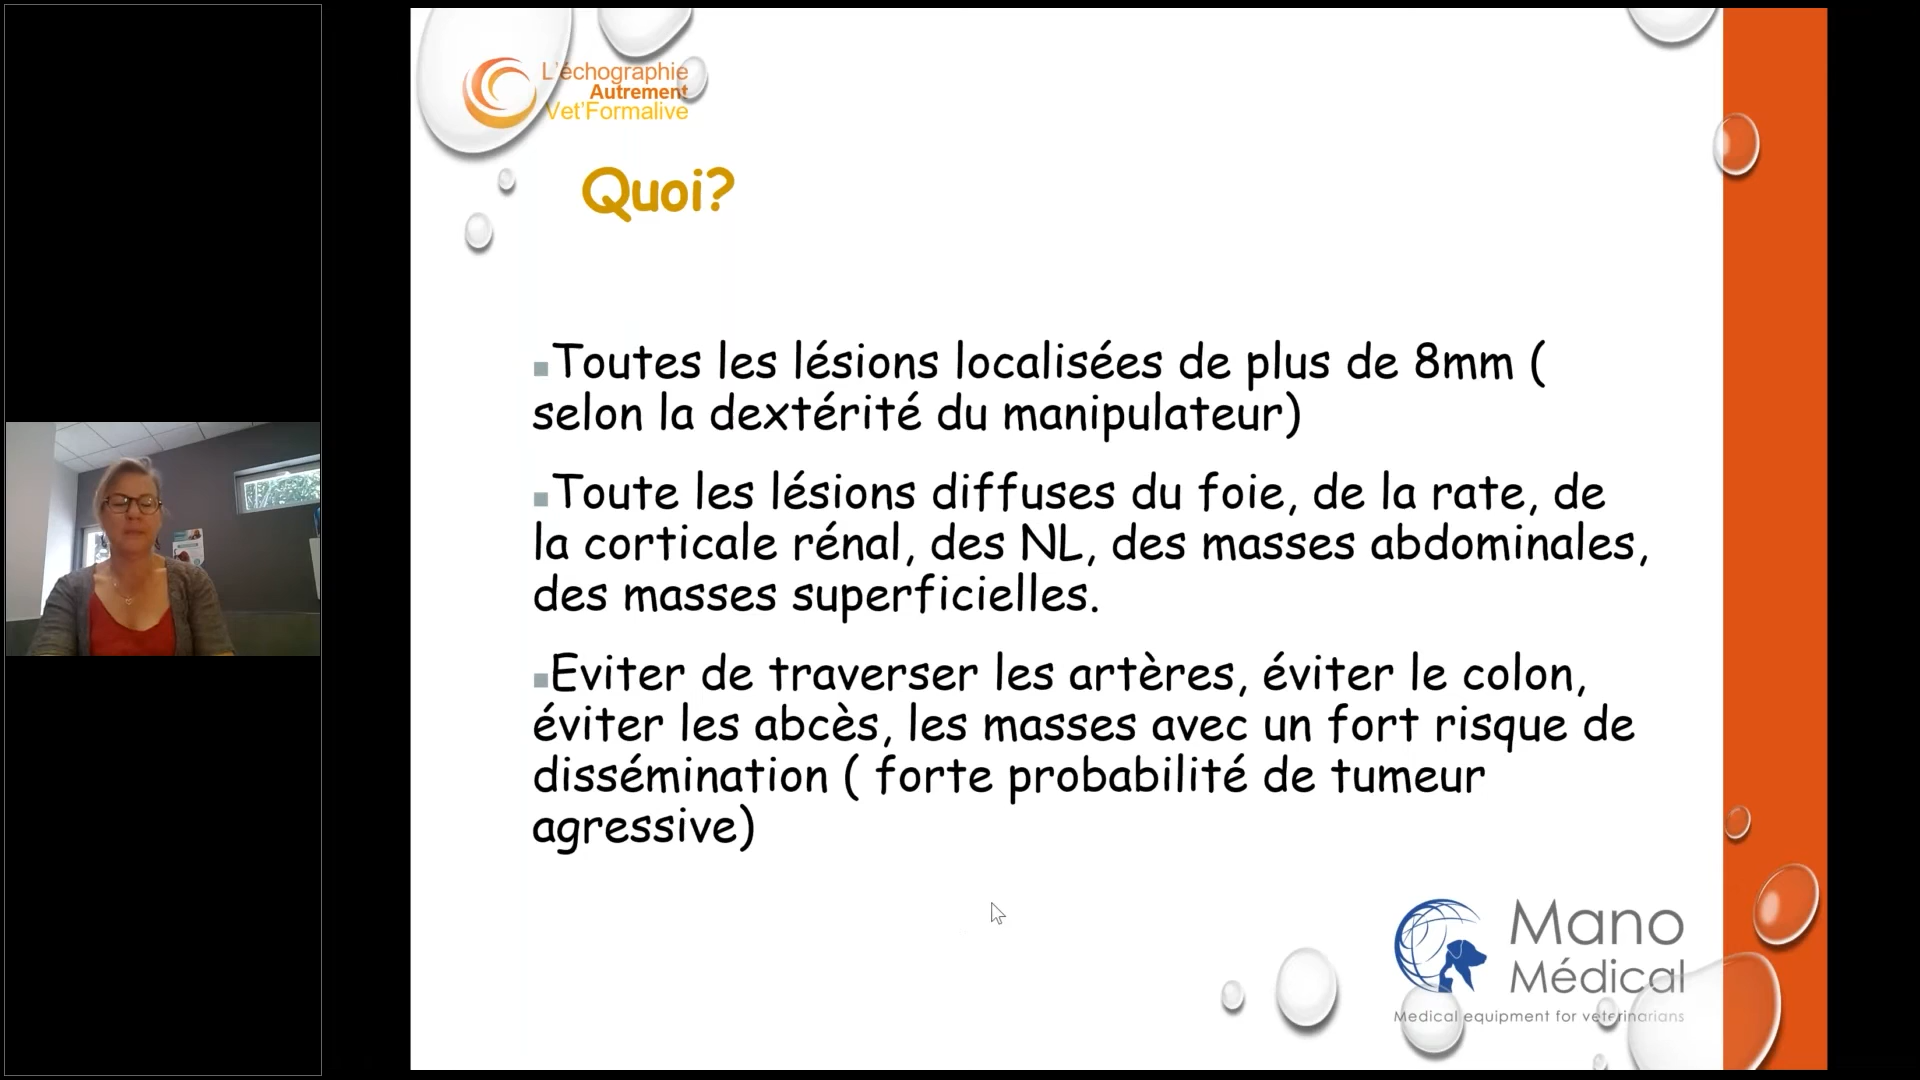 L'échographie
Autrement
Vet'Formalive
Quoi?
Toutes les lésions localisées de plus de 8mm (
selon la dextérité du manipulateur)
Toute les lésions diffuses du foie, de la rate, de
la corticale rénal, des NL, des masses abdominales,
des masses superficielles.
Eviter de traverser les artères, éviter le colon,
éviter les abcès, les masses avec un fort risque de
dissémination ( forte probabilité de tumeur
agressive)
Mano
Médical
Medical equipment for veterinarians